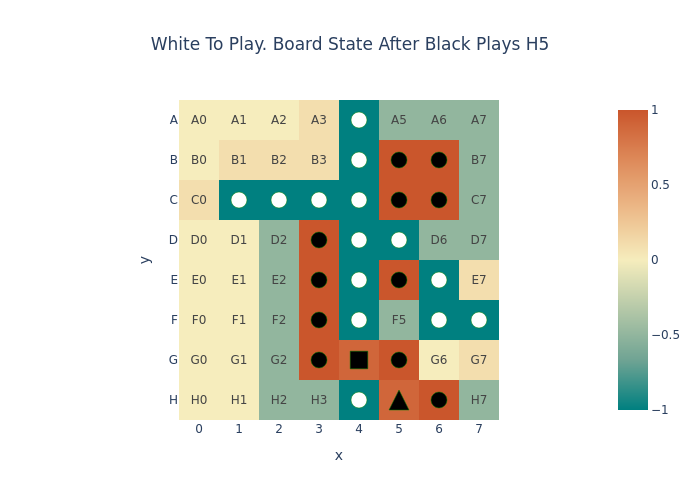 White To Play. Board State After Black Plays H5
A A0 A1 A2 A3 A5 A6 A7
B B0 B1 B2 B3 B7
C C0 C7
D D0 D1 D2 D6 D7
E E0 E1 E2 E7
F F0 F1 F2 F5
G G0 G1 G2 G6 G7
H H0 H1 H2 H3 H7
0 1 2 3 4 5 6 7
x
y
1
0.5
0
−0.5
−1